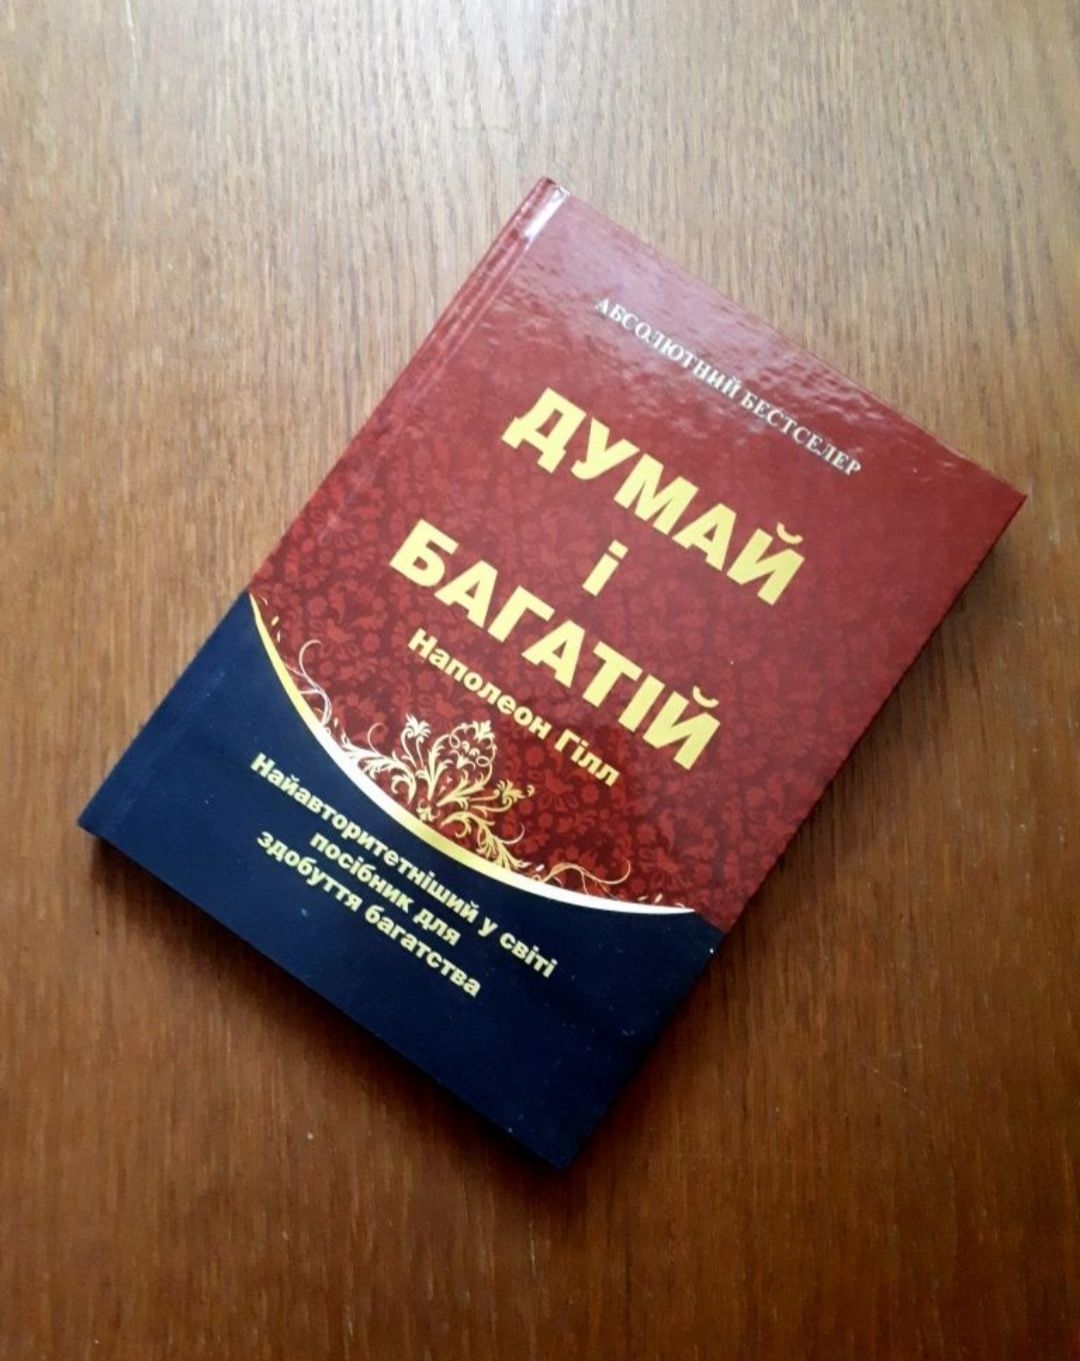 АБСОЛЮТНИЙ БЕСТСЕЛЕР
ДУМАЙ
і
БАГАТІЙ
Наполеон Гілл
Найавторитетніший у світі
посібник для
здобуття багатства